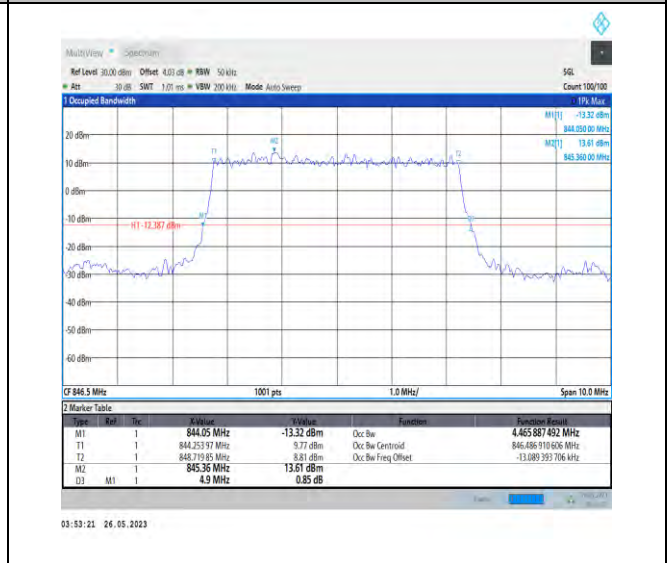 MultiView Spectrum
Ref Level 30.00 dBm Offset 4.03 dB RBW 50 kHz SGL
Att 30 dB SWT 1.01 ms VBW 200 kHz Mode Auto Sweep Count 100/100
1 Occupied Bandwidth 1Pk Max
M1[1] -13.32 dBm
844.050 00 MHz
M2[1] 13.61 dBm
845.360 00 MHz
20 dBm
M2
T1
T2
10 dBm
0 dBm
-10 dBm
M1
H1 -12.387 dBm
-20 dBm
-30 dBm
-40 dBm
-50 dBm
-60 dBm
CF 846.5 MHz 1001 pts 1.0 MHz/ Span 10.0 MHz
2 Marker Table
Type Ref Trc X-Value Y-Value Function Function Result
M1 1 844.05 MHz -13.32 dBm Occ Bw 4.465 887 492 MHz
T1 1 844.253 97 MHz 9.77 dBm Occ Bw Centroid 846.486 910 606 MHz
T2 1 848.719 85 MHz 8.81 dBm Occ Bw Freq Offset -13.089 393 706 kHz
M2 1 845.36 MHz 13.61 dBm
D3 M1 1 4.9 MHz 0.85 dB
03:53:21 26.05.2023